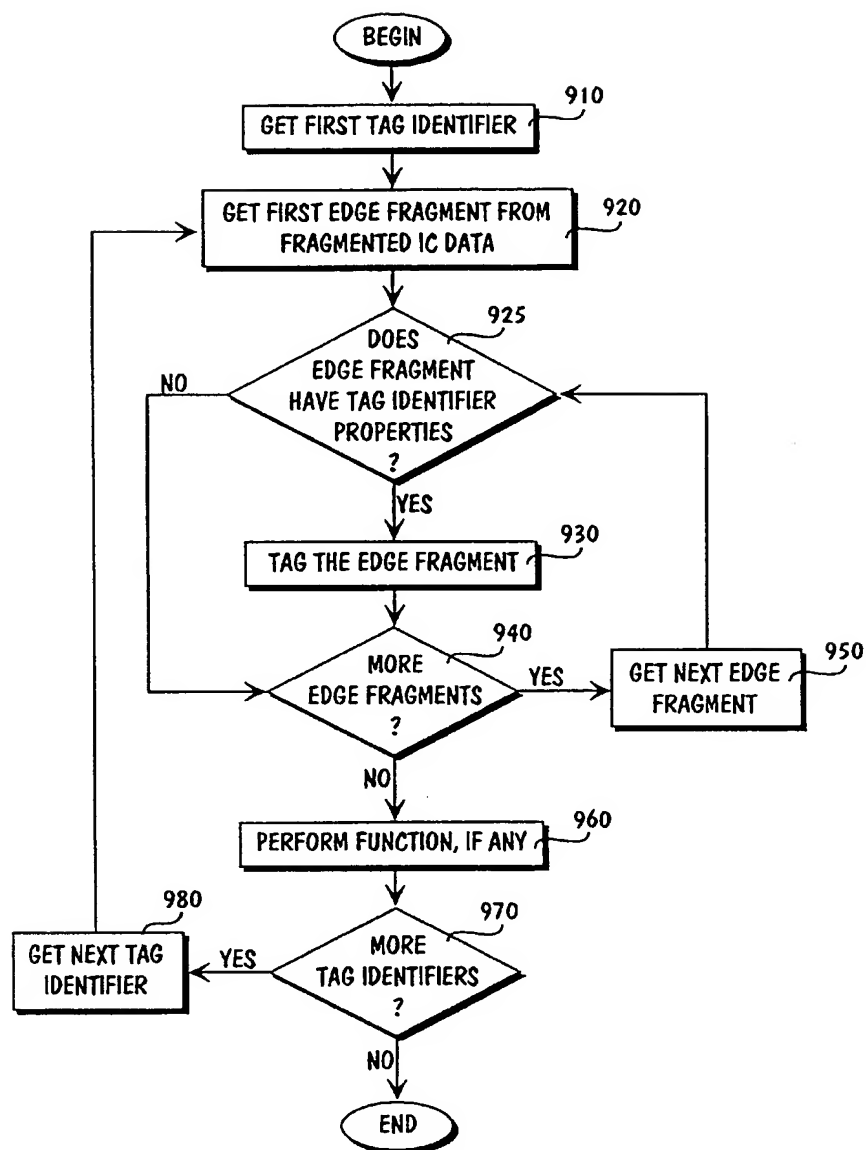 BEGIN
910
GET FIRST TAG IDENTIFIER
GET FIRST EDGE FRAGMENT FROM
FRAGMENTED IC DATA
920
925
DOES
EDGE FRAGMENT
HAVE TAG IDENTIFIER
PROPERTIES
?
NO
YES
TAG THE EDGE FRAGMENT
930
940
MORE
EDGE FRAGMENTS
?
YES
GET NEXT EDGE
FRAGMENT
950
NO
PERFORM FUNCTION, IF ANY
960
970
MORE
TAG IDENTIFIERS
?
YES
980
GET NEXT TAG
IDENTIFIER
NO
END